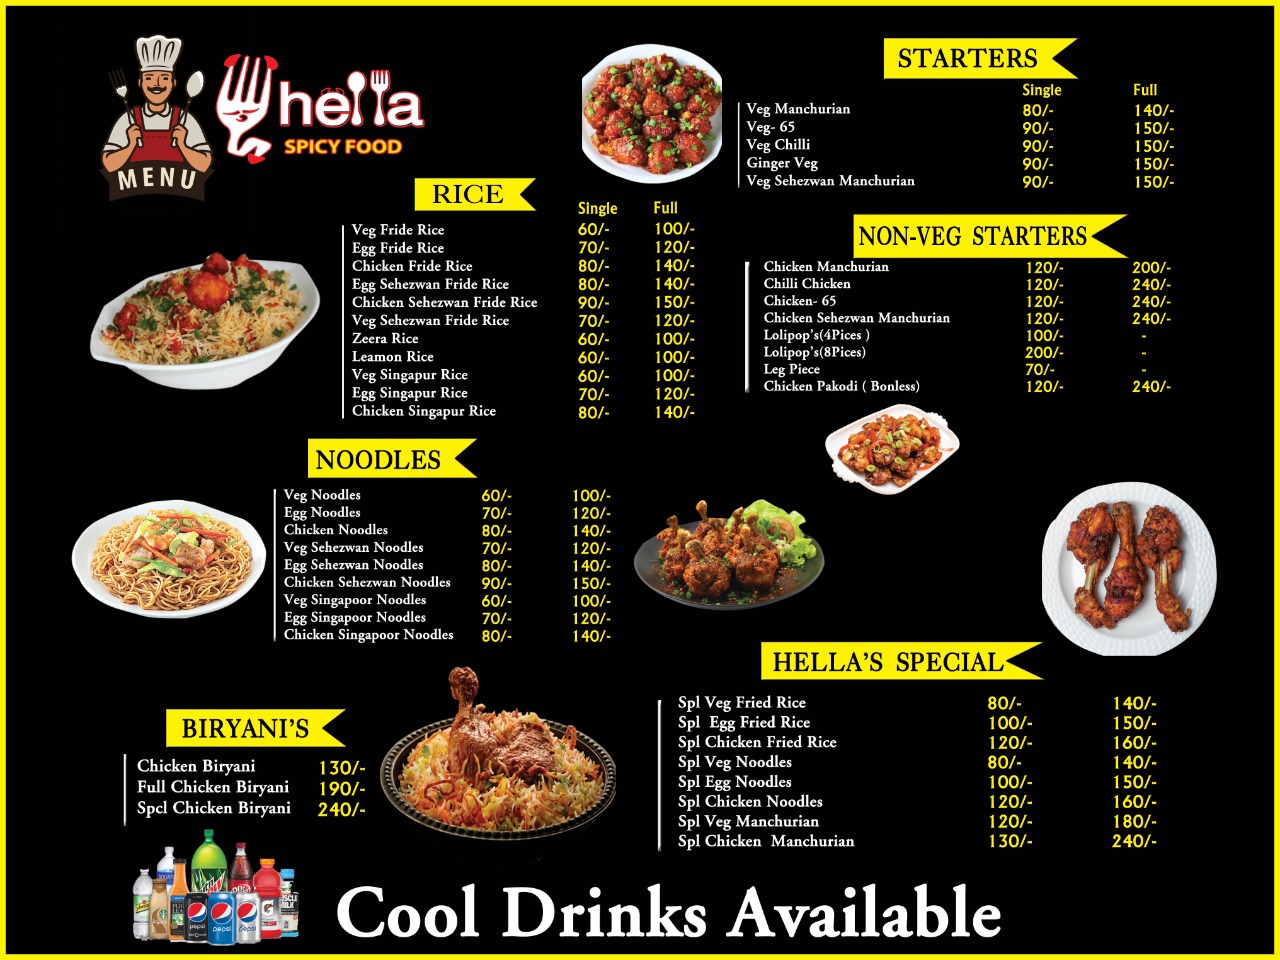 MENU
hella
SPICY FOOD
STARTERS
Single Full
Veg Manchurian 80/- 140/-
Veg- 65 90/- 150/-
Veg Chilli 90/- 150/-
Ginger Veg 90/- 150/-
Veg Sehezwan Manchurian 90/- 150/-
RICE
Single Full
Veg Fride Rice 60/- 100/-
Egg Fride Rice 70/- 120/-
Chicken Fride Rice 80/- 140/-
Egg Sehezwan Fride Rice 80/- 140/-
Chicken Sehezwan Fride Rice 90/- 150/-
Veg Sehezwan Fride Rice 70/- 120/-
Zeera Rice 60/- 100/-
Leamon Rice 60/- 100/-
Veg Singapur Rice 60/- 100/-
Egg Singapur Rice 70/- 120/-
Chicken Singapur Rice 80/- 140/-
NON-VEG STARTERS
Chicken Manchurian 120/- 200/-
Chilli Chicken 120/- 240/-
Chicken- 65 120/- 240/-
Chicken Sehezwan Manchurian 120/- 240/-
Lolipop's(4Pices ) 100/- -
Lolipop's(8Pices) 200/- -
Leg Piece 70/- -
Chicken Pakodi ( Bonless) 120/- 240/-
NOODLES
Veg Noodles 60/- 100/-
Egg Noodles 70/- 120/-
Chicken Noodles 80/- 140/-
Veg Sehezwan Noodles 70/- 120/-
Egg Sehezwan Noodles 80/- 140/-
Chicken Sehezwan Noodles 90/- 150/-
Veg Singapoor Noodles 60/- 100/-
Egg Singapoor Noodles 70/- 120/-
Chicken Singapoor Noodles 80/- 140/-
HELLA'S SPECIAL
Spl Veg Fried Rice 80/- 140/-
Spl Egg Fried Rice 100/- 150/-
Spl Chicken Fried Rice 120/- 160/-
Spl Veg Noodles 80/- 140/-
Spl Egg Noodles 100/- 150/-
Spl Chicken Noodles 120/- 160/-
Spl Veg Manchurian 120/- 180/-
Spl Chicken Manchurian 130/- 240/-
BIRYANI'S
Chicken Biryani 130/-
Full Chicken Biryani 190/-
Spcl Chicken Biryani 240/-
pepsi
pepsi
pepsi
MUSCLE MILK
Cool Drinks Available